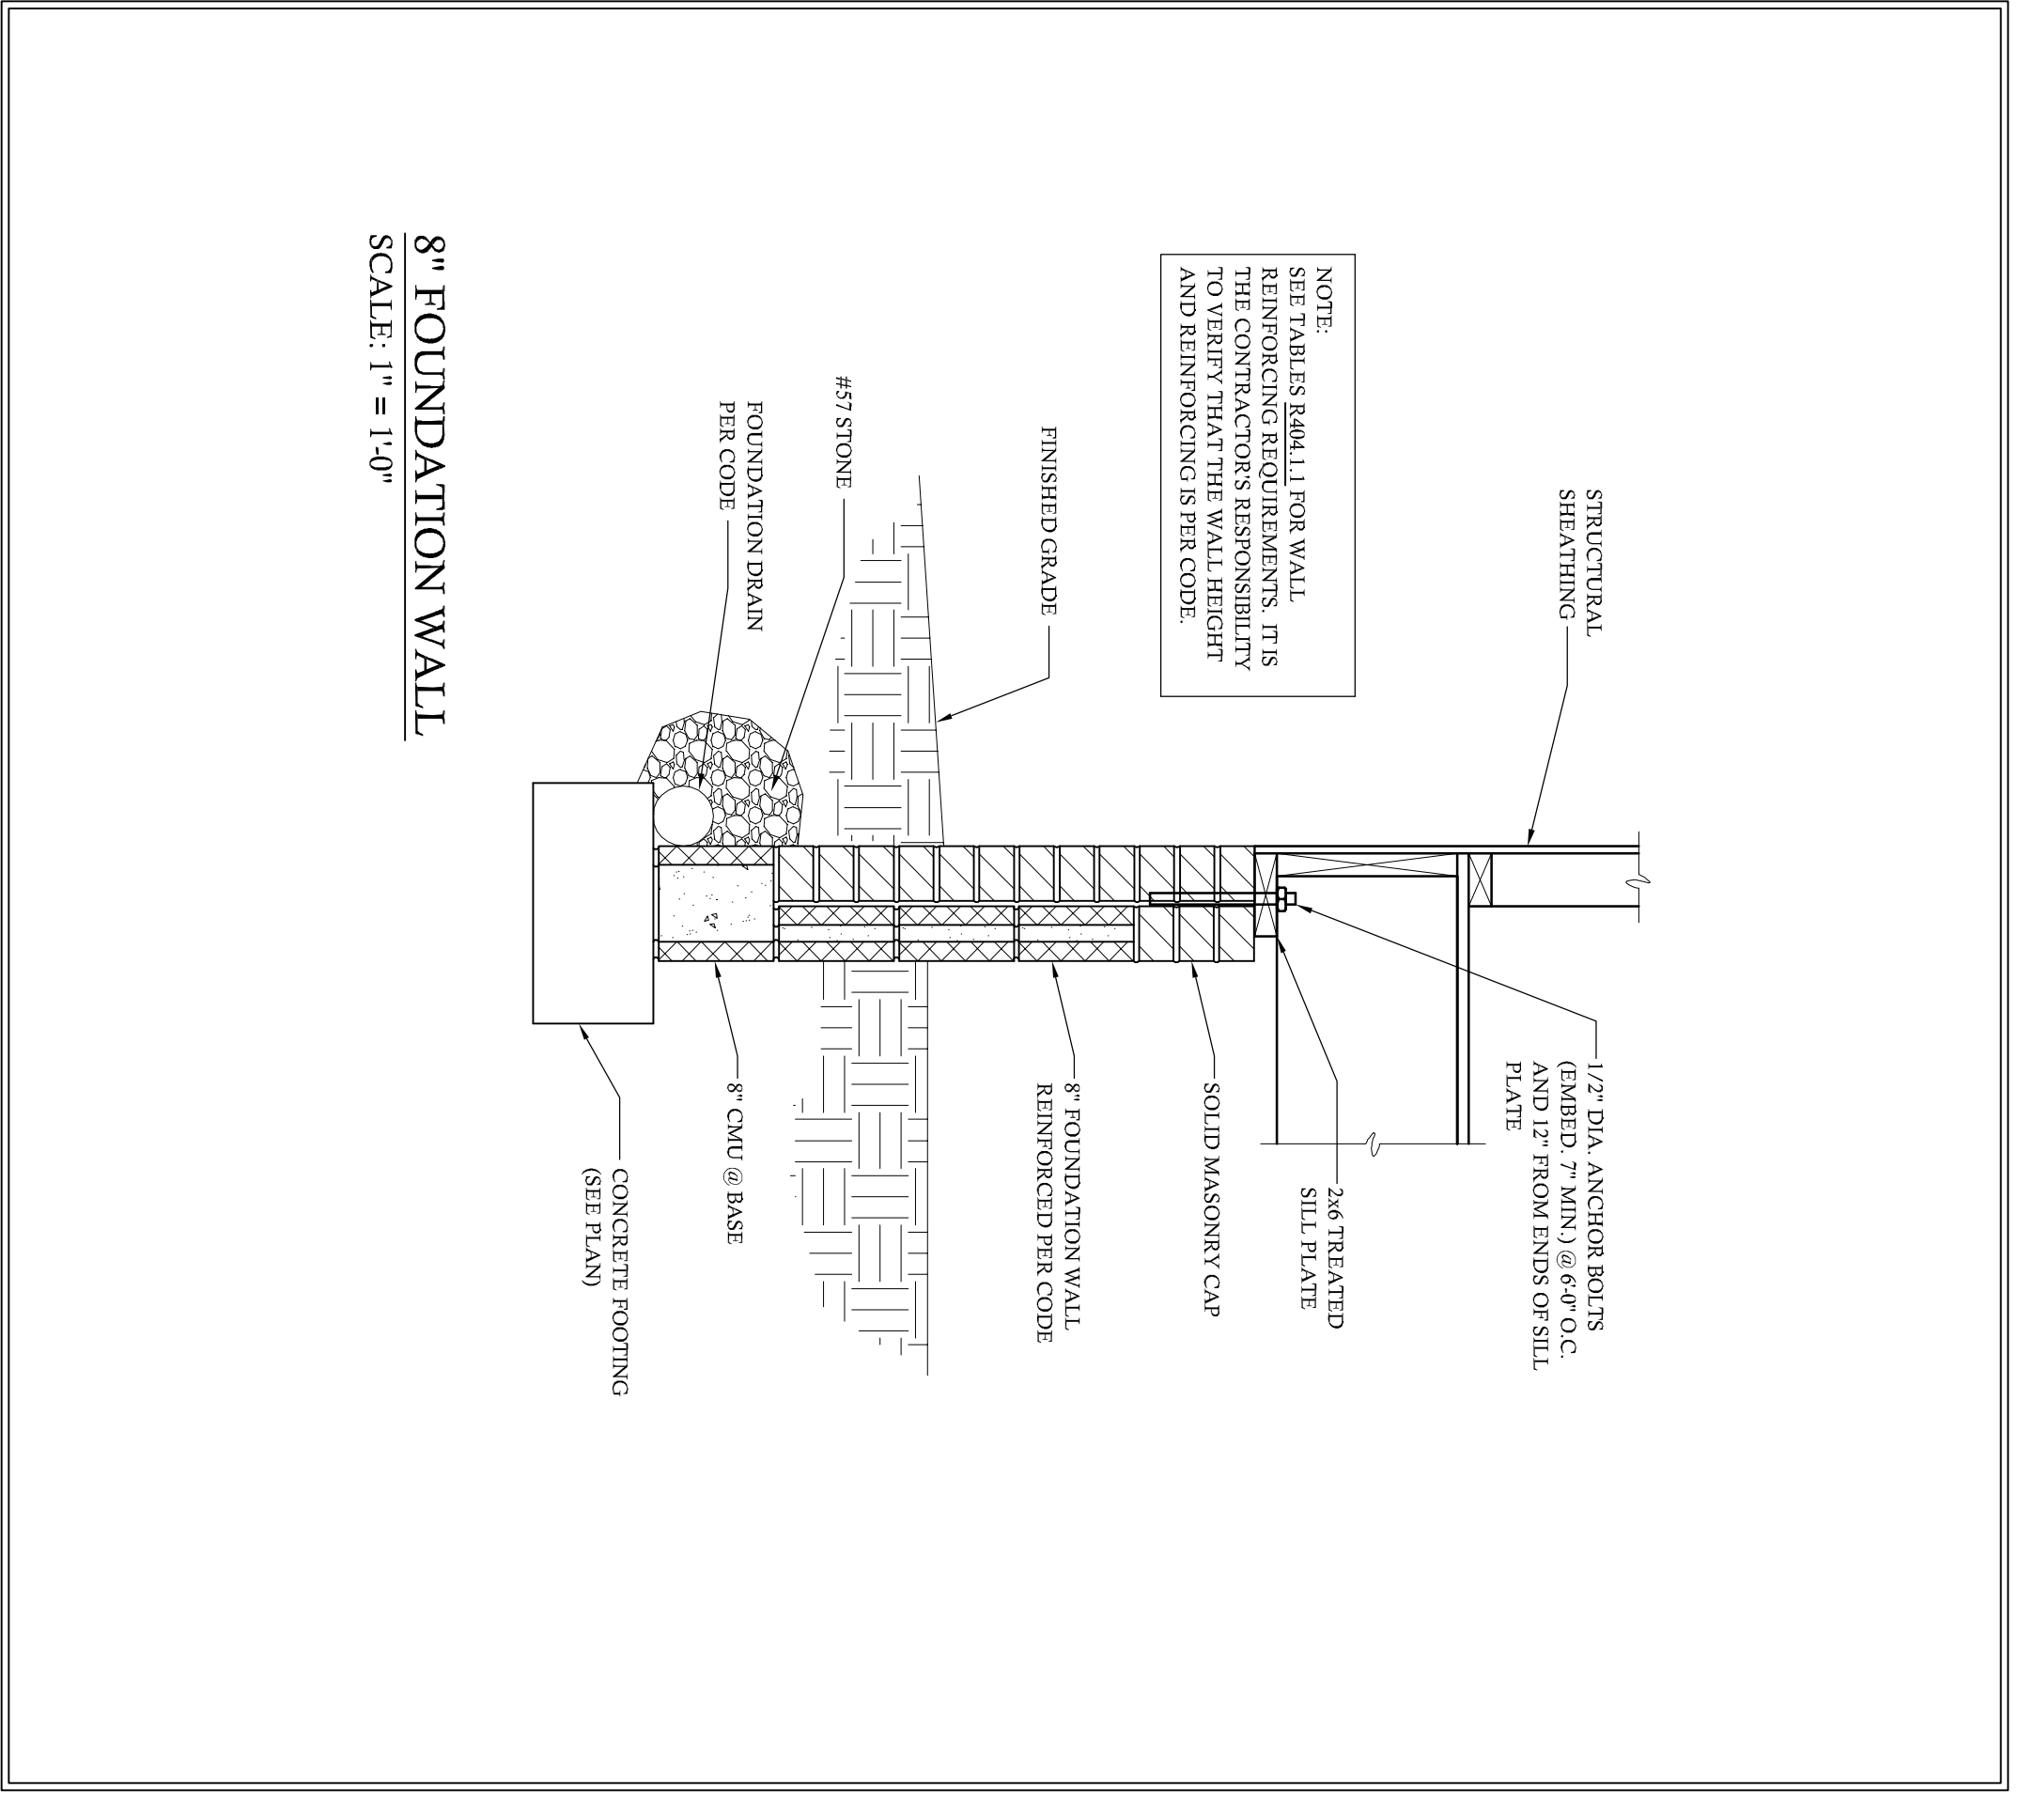 STRUCTURAL
SHEATHING
1/2" DIA. ANCHOR BOLTS
(EMBED. 7" MIN.) @ 6'-0" O.C.
AND 12" FROM ENDS OF SILL
PLATE
NOTE:
SEE TABLES R404.1.1 FOR WALL
REINFORCING REQUIREMENTS. IT IS
THE CONTRACTOR'S RESPONSIBILITY
TO VERIFY THAT THE WALL HEIGHT
AND REINFORCING IS PER CODE.
2x6 TREATED
SILL PLATE
SOLID MASONRY CAP
FINISHED GRADE
8" FOUNDATION WALL
REINFORCED PER CODE
#57 STONE
FOUNDATION DRAIN
PER CODE
8" CMU @ BASE
CONCRETE FOOTING
(SEE PLAN)
8" FOUNDATION WALL
SCALE: 1" = 1'-0"